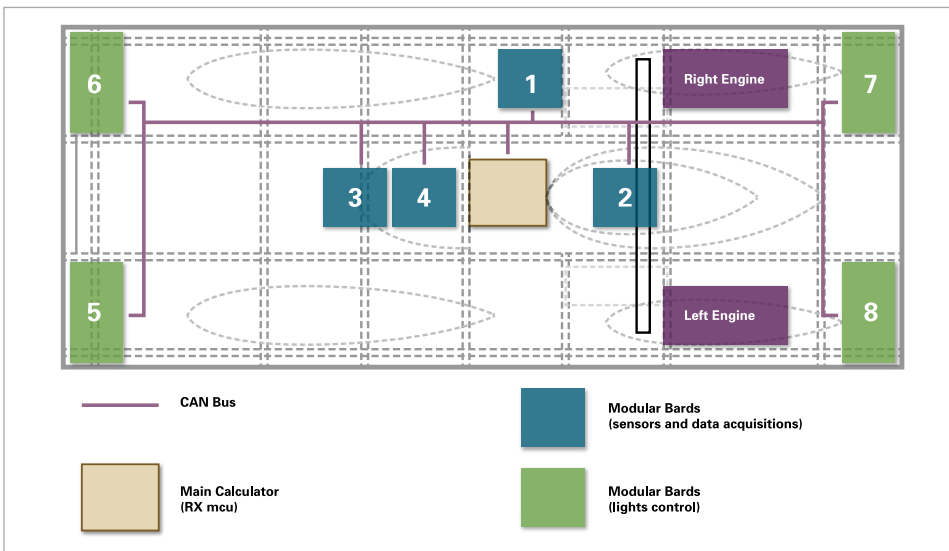 6
1
Right Engine
7
3
4
2
5
Left Engine
8
CAN Bus
Modular Bards
(sensors and data acquisitions)
Main Calculator
(RX mcu)
Modular Bards
(lights control)